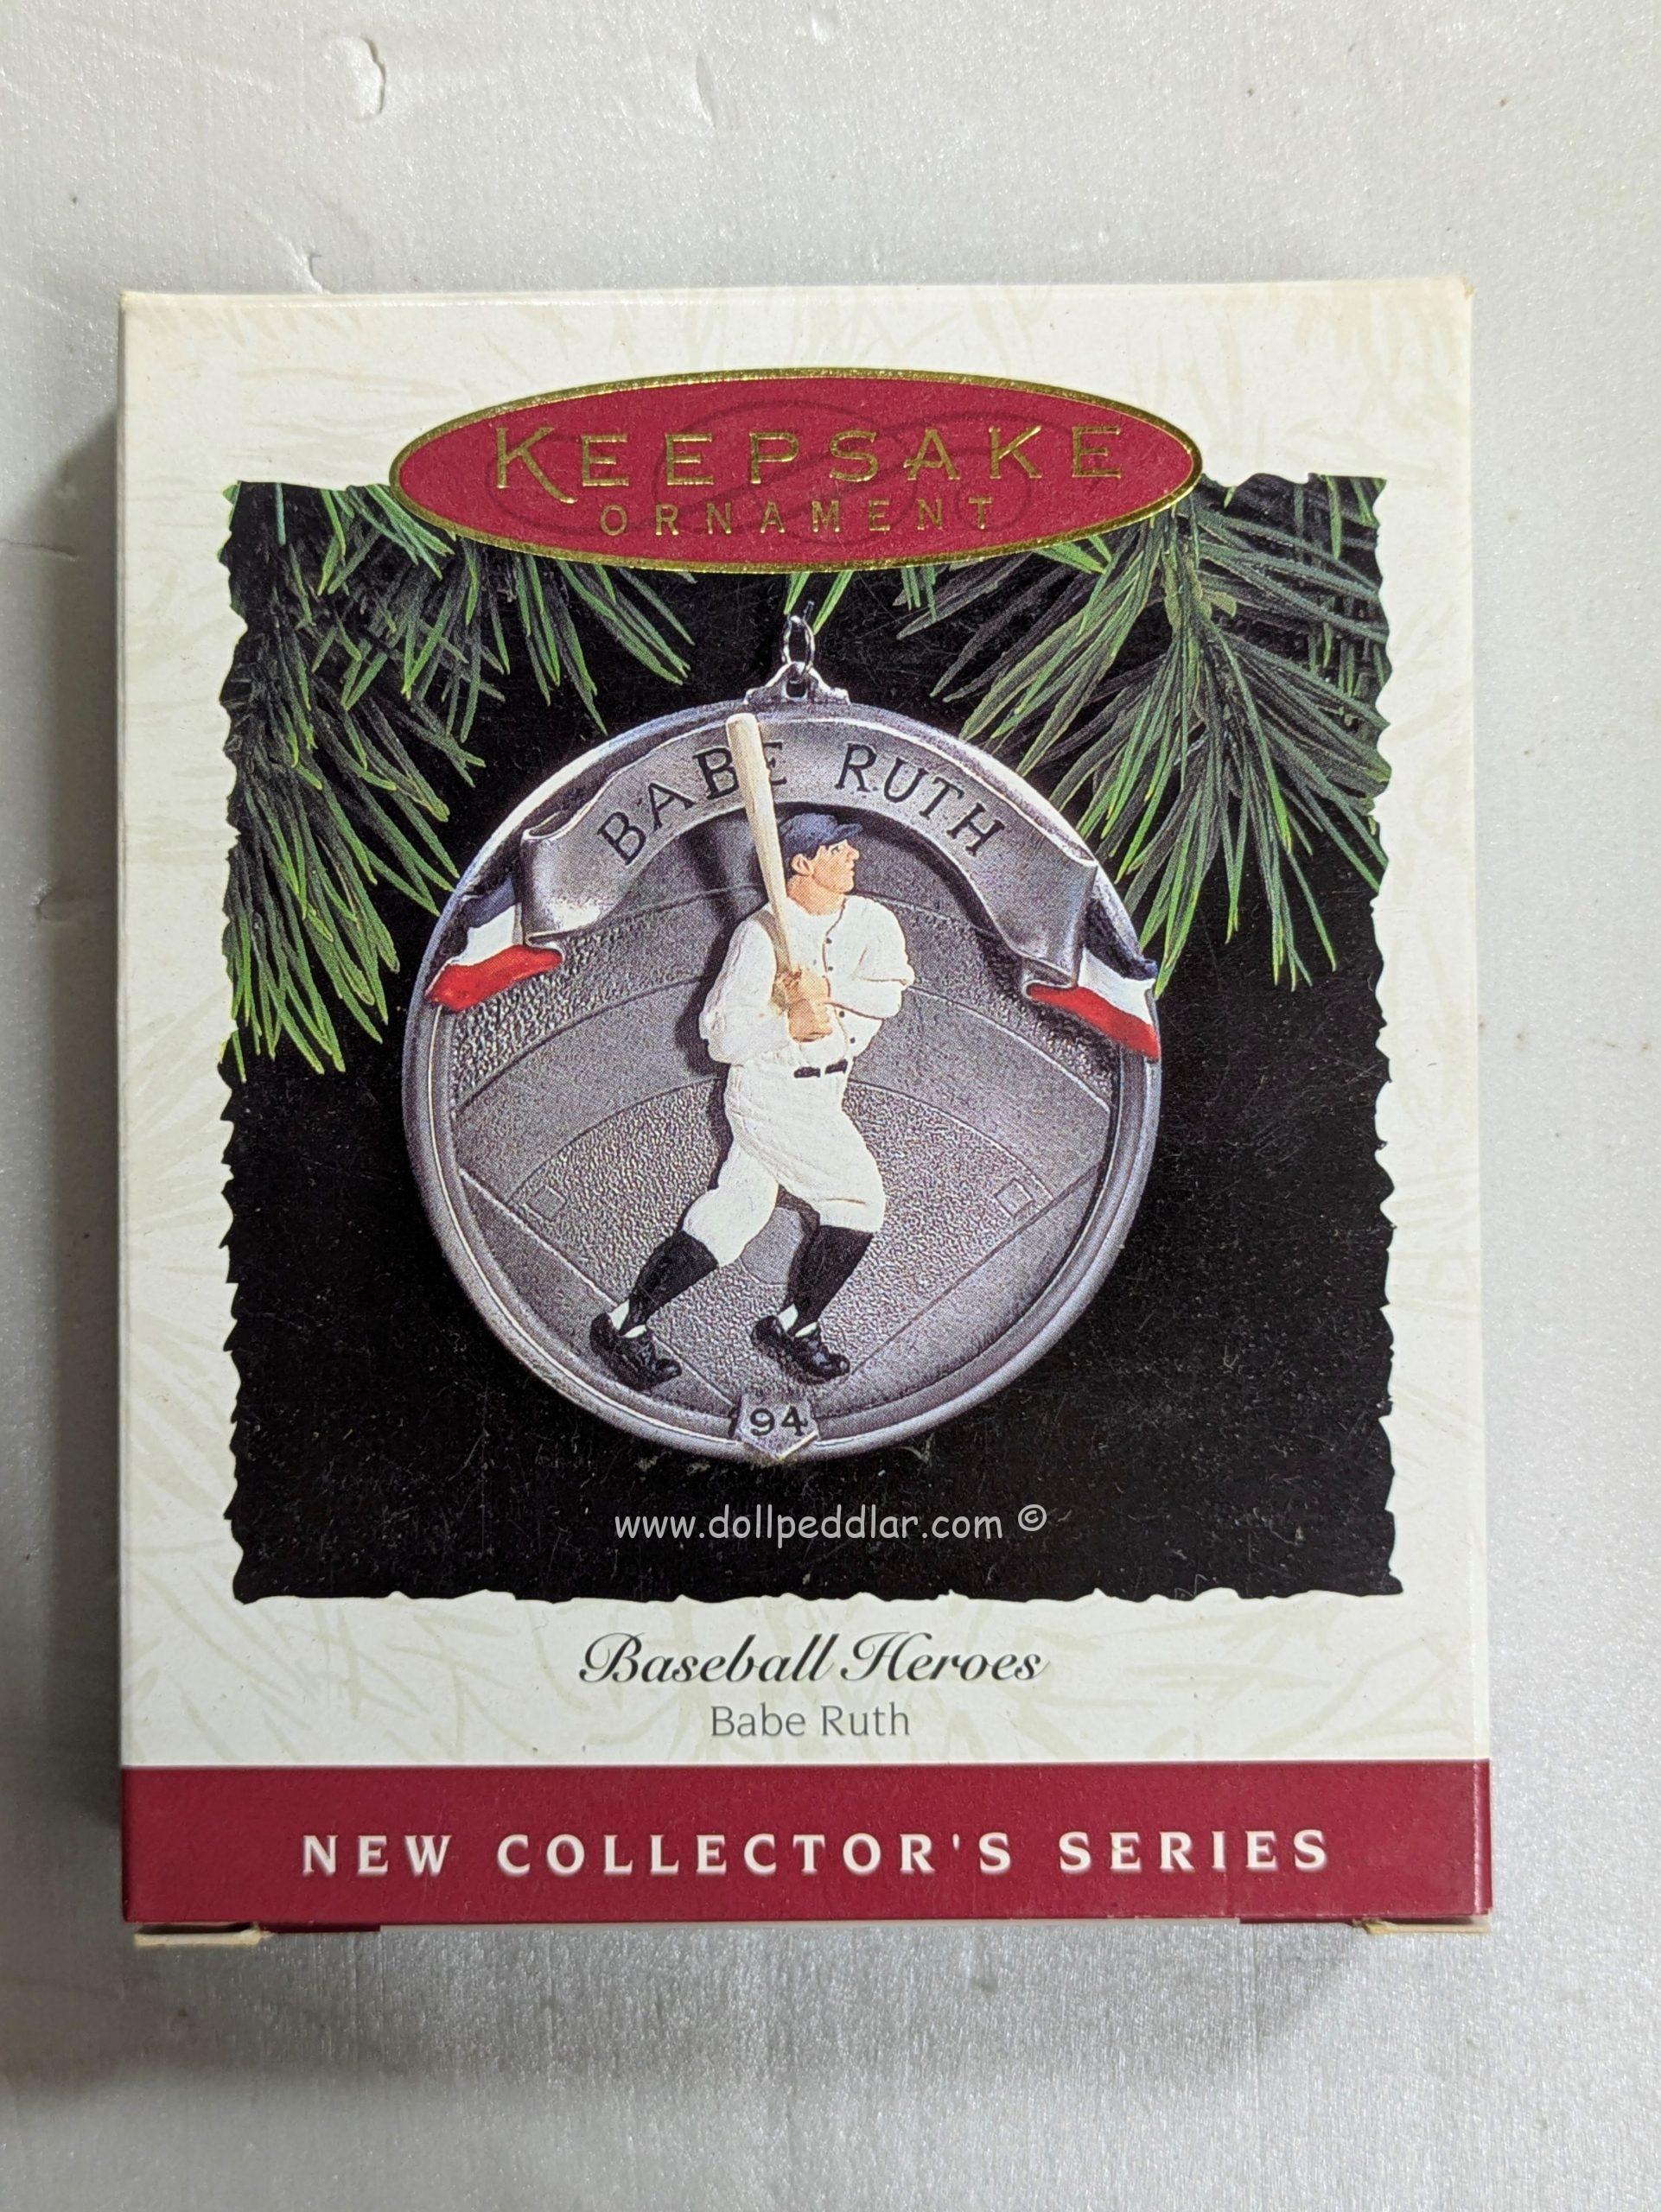 KEEPSAKE
ORNAMENT
BABE RUTH
94
www.dollpeddlar.com ©
Baseball Heroes
Babe Ruth
NEW COLLECTOR'S SERIES